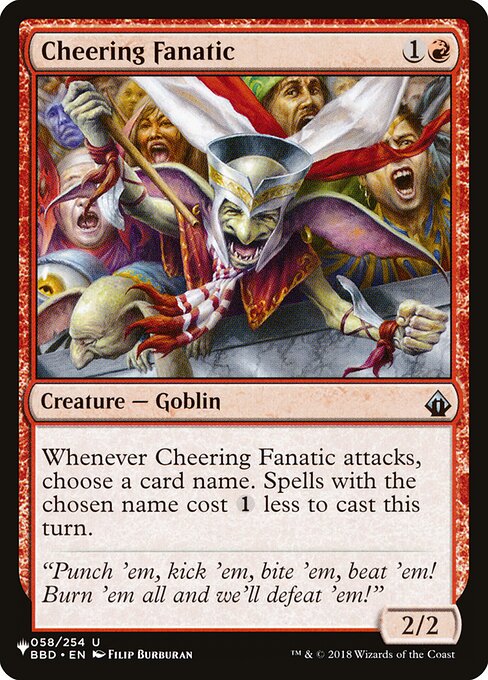 Cheering Fanatic 1
Creature — Goblin
Whenever Cheering Fanatic attacks,
choose a card name. Spells with the
chosen name cost 1 less to cast this
turn.
“Punch ’em, kick ’em, bite ’em, beat ’em!
Burn ’em all and we’ll defeat ’em!”
2/2
058/254 U
BBD • EN Filip Burburan
™ & © 2018 Wizards of the Coast